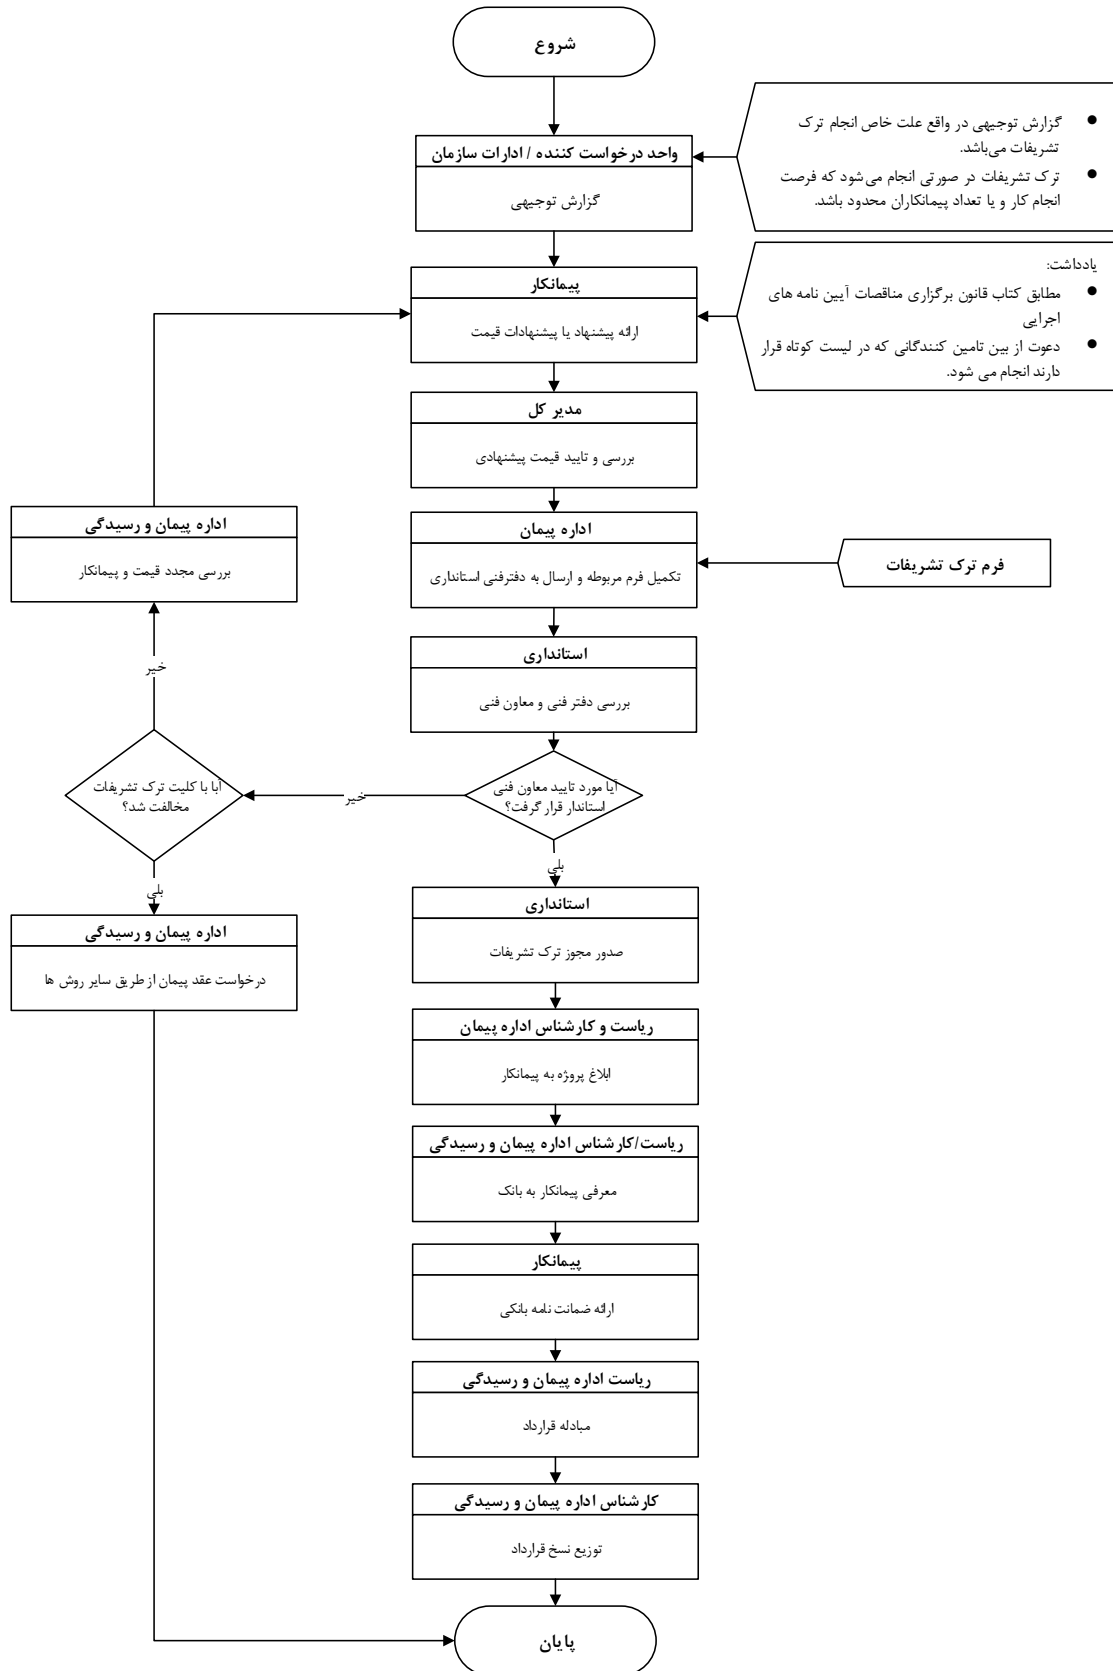 شروع
گزارش توجیهی در واقع علت خاص انجام ترک
تشریفات می‌باشد.
ترک تشریفات در صورتی انجام می‌شود که فرصت
انجام کار و یا تعداد پیمانکاران محدود باشد.
واحد درخواست کننده / ادارات سازمان
گزارش توجیهی
یادداشت:
مطابق کتاب قانون برگزاری مناقصات آیین نامه های
اجرایی
دعوت از بین تامین کنندگانی که در لیست کوتاه قرار
دارند انجام می شود.
پیمانکار
ارائه پیشنهاد یا پیشنهادات قیمت
مدیر کل
بررسی و تایید قیمت پیشنهادی
اداره پیمان
تکمیل فرم مربوطه و ارسال به دفترفنی استانداری
فرم ترک تشریفات
اداره پیمان و رسیدگی
بررسی مجدد قیمت و پیمانکار
استانداری
بررسی دفتر فنی و معاون فنی
خیر
آیا مورد تایید معاون فنی
استاندار قرار گرفت؟
خیر
آیا با کلیت ترک تشریفات
مخالفت شد؟
بلی
بلی
استانداری
صدور مجوز ترک تشریفات
اداره پیمان و رسیدگی
درخواست عقد پیمان از طریق سایر روش ها
ریاست و کارشناس اداره پیمان
ابلاغ پروژه به پیمانکار
ریاست/کارشناس اداره پیمان و رسیدگی
معرفی پیمانکار به بانک
پیمانکار
ارائه ضمانت نامه بانکی
ریاست اداره پیمان و رسیدگی
مبادله قرارداد
کارشناس اداره پیمان و رسیدگی
توزیع نسخ قرارداد
پایان